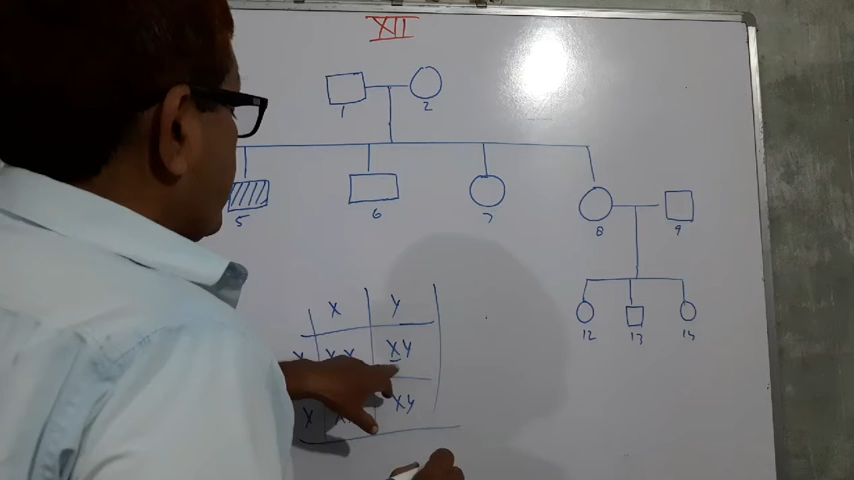 XII
1 2
5 6 7 8 9
12 13 14
X Y
X XX XY
X X XY